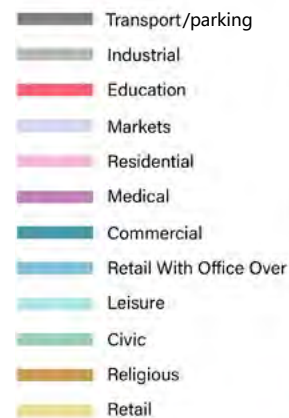 Transport/parking
Industrial
Education
Markets
Residential
Medical
Commercial
Retail With Office Over
Leisure
Civic
Religious
Retail